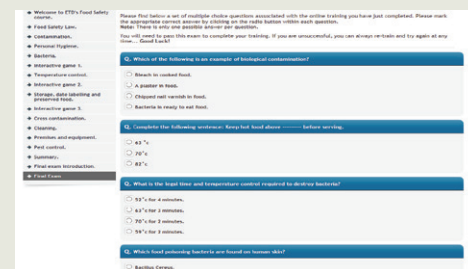 Welcome to ETS's Food Safety course.
Food Safety Law.
Contamination.
Personal Hygiene.
Bacteria.
Interactive game 1.
Temperature control.
Interactive game 2.
Storage, date labelling and preserved food.
Interactive game 3.
Cross contamination.
Cleaning.
Premises and equipment.
Pest control.
Summary.
Final exam introduction.
Final Exam
Please find below a set of multiple choice questions associated with the online training you have just completed. Please mark
the appropriate correct answer by clicking on the radio button within each question.
Note: There is only one possible answer per question.
You will need to pass this exam to complete your training. If you are unsuccessful, you can always re-train and try again at any
time... Good Luck!
Q. Which of the following is an example of biological contamination?
Bleach in cooked food.
A plaster in food.
Chipped nail varnish in food.
Bacteria in ready to eat food.
Q. Complete the following sentence: Keep hot food above --------- before serving.
63 °c
70°c
82°c
Q. What is the legal time and temperature control required to destroy bacteria?
52°c for 4 minutes.
63°c for 2 minutes.
70°c for 2 minutes.
59°c for 2 minutes.
Q. Which food poisoning bacteria are found on human skin?
Bacillus Cereus.